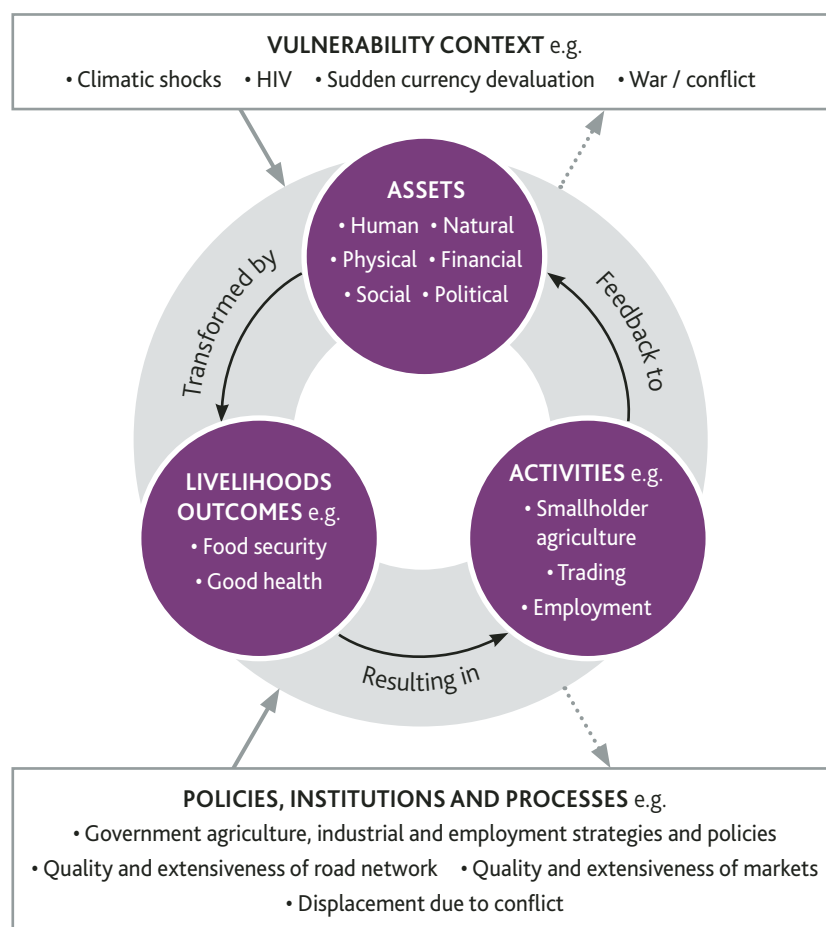 VULNERABILITY CONTEXT e.g.
• Climatic shocks • HIV • Sudden currency devaluation • War / conflict
ASSETS
• Human • Natural
• Physical • Financial
• Social • Political
Transformed by
Feedback to
LIVELIHOODS
OUTCOMES e.g.
• Food security
• Good health
ACTIVITIES e.g.
• Smallholder
agriculture
• Trading
• Employment
Resulting in
POLICIES, INSTITUTIONS AND PROCESSES e.g.
• Government agriculture, industrial and employment strategies and policies
• Quality and extensiveness of road network • Quality and extensiveness of markets
• Displacement due to conflict